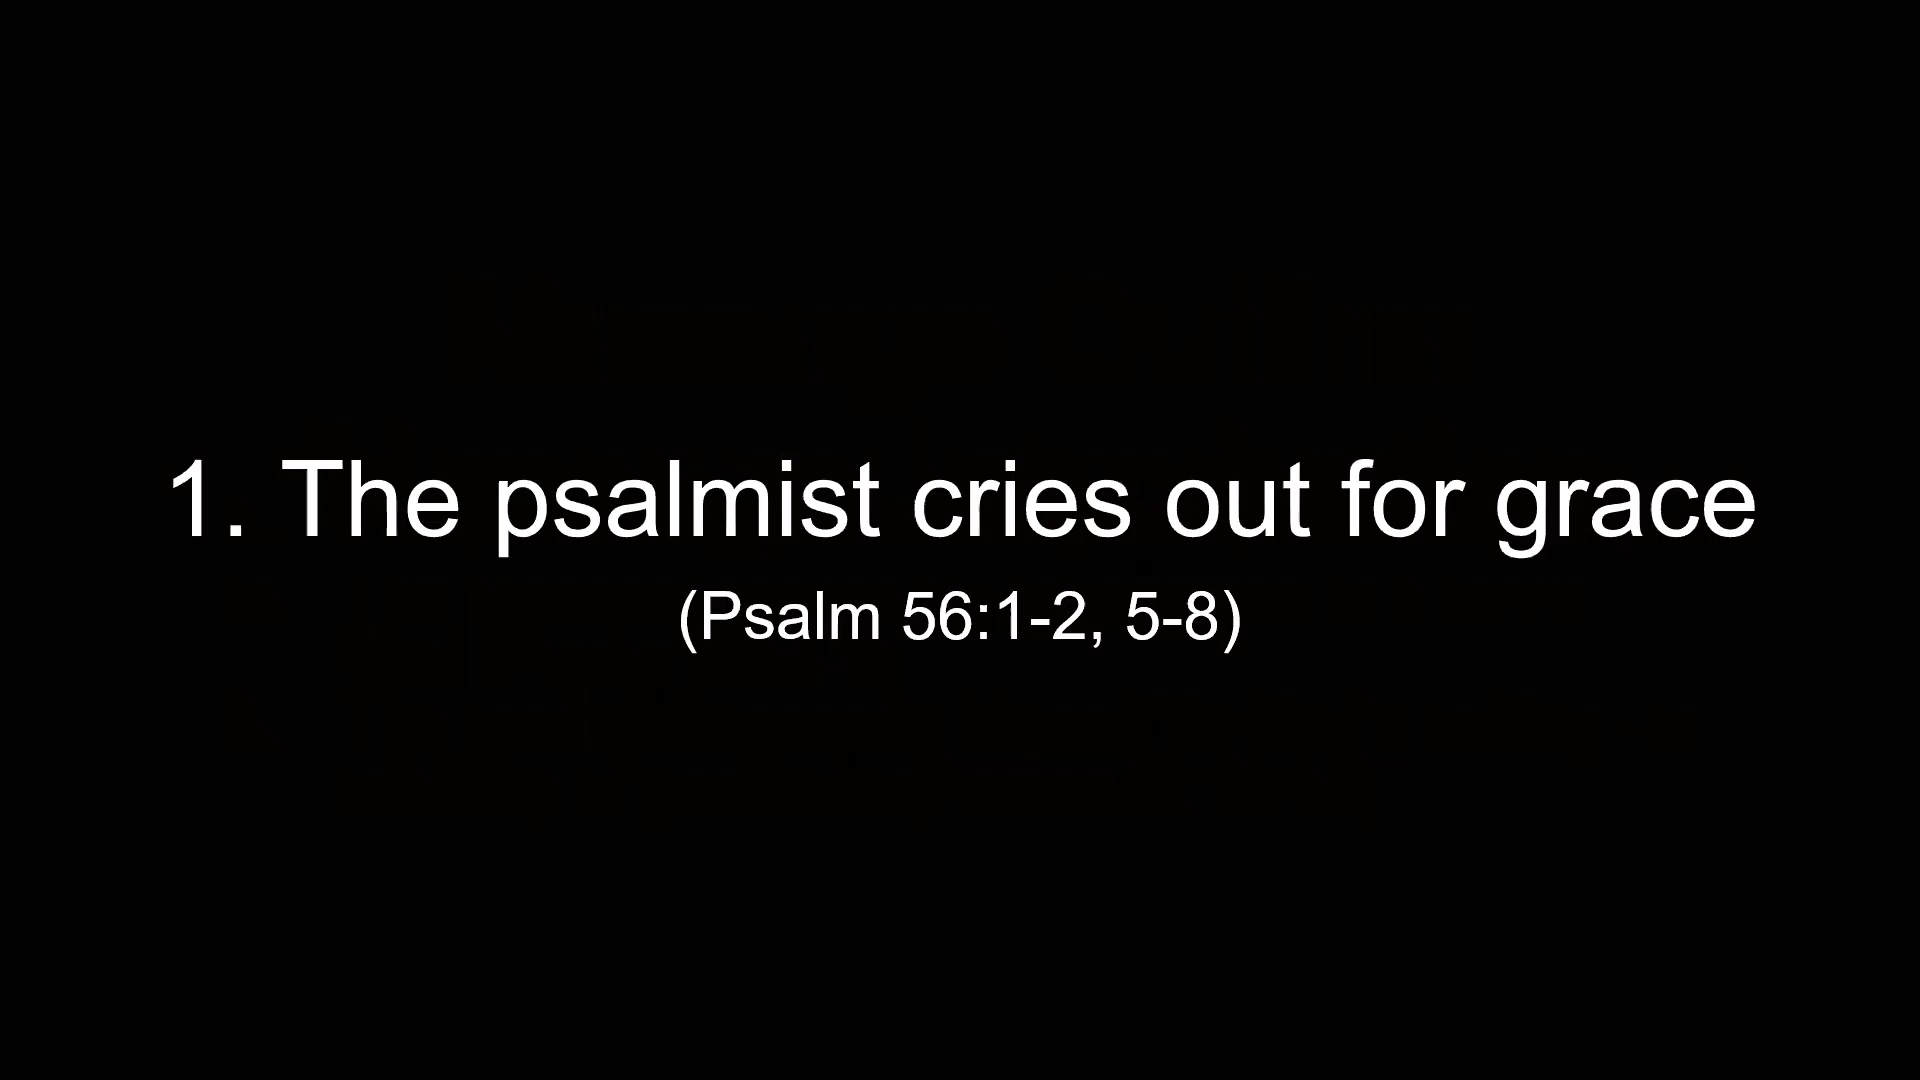 1. The psalmist cries out for grace
(Psalm 56:1-2, 5-8)